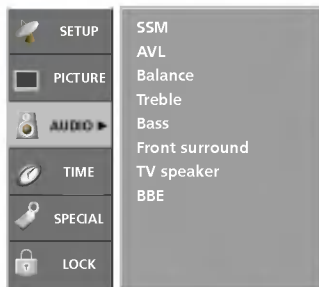 SETUP
PICTURE
AUDIO ►
TIME
SPECIAL
LOCK
SSM
AVL
Balance
Treble
Bass
Front surround
TV speaker
BBE